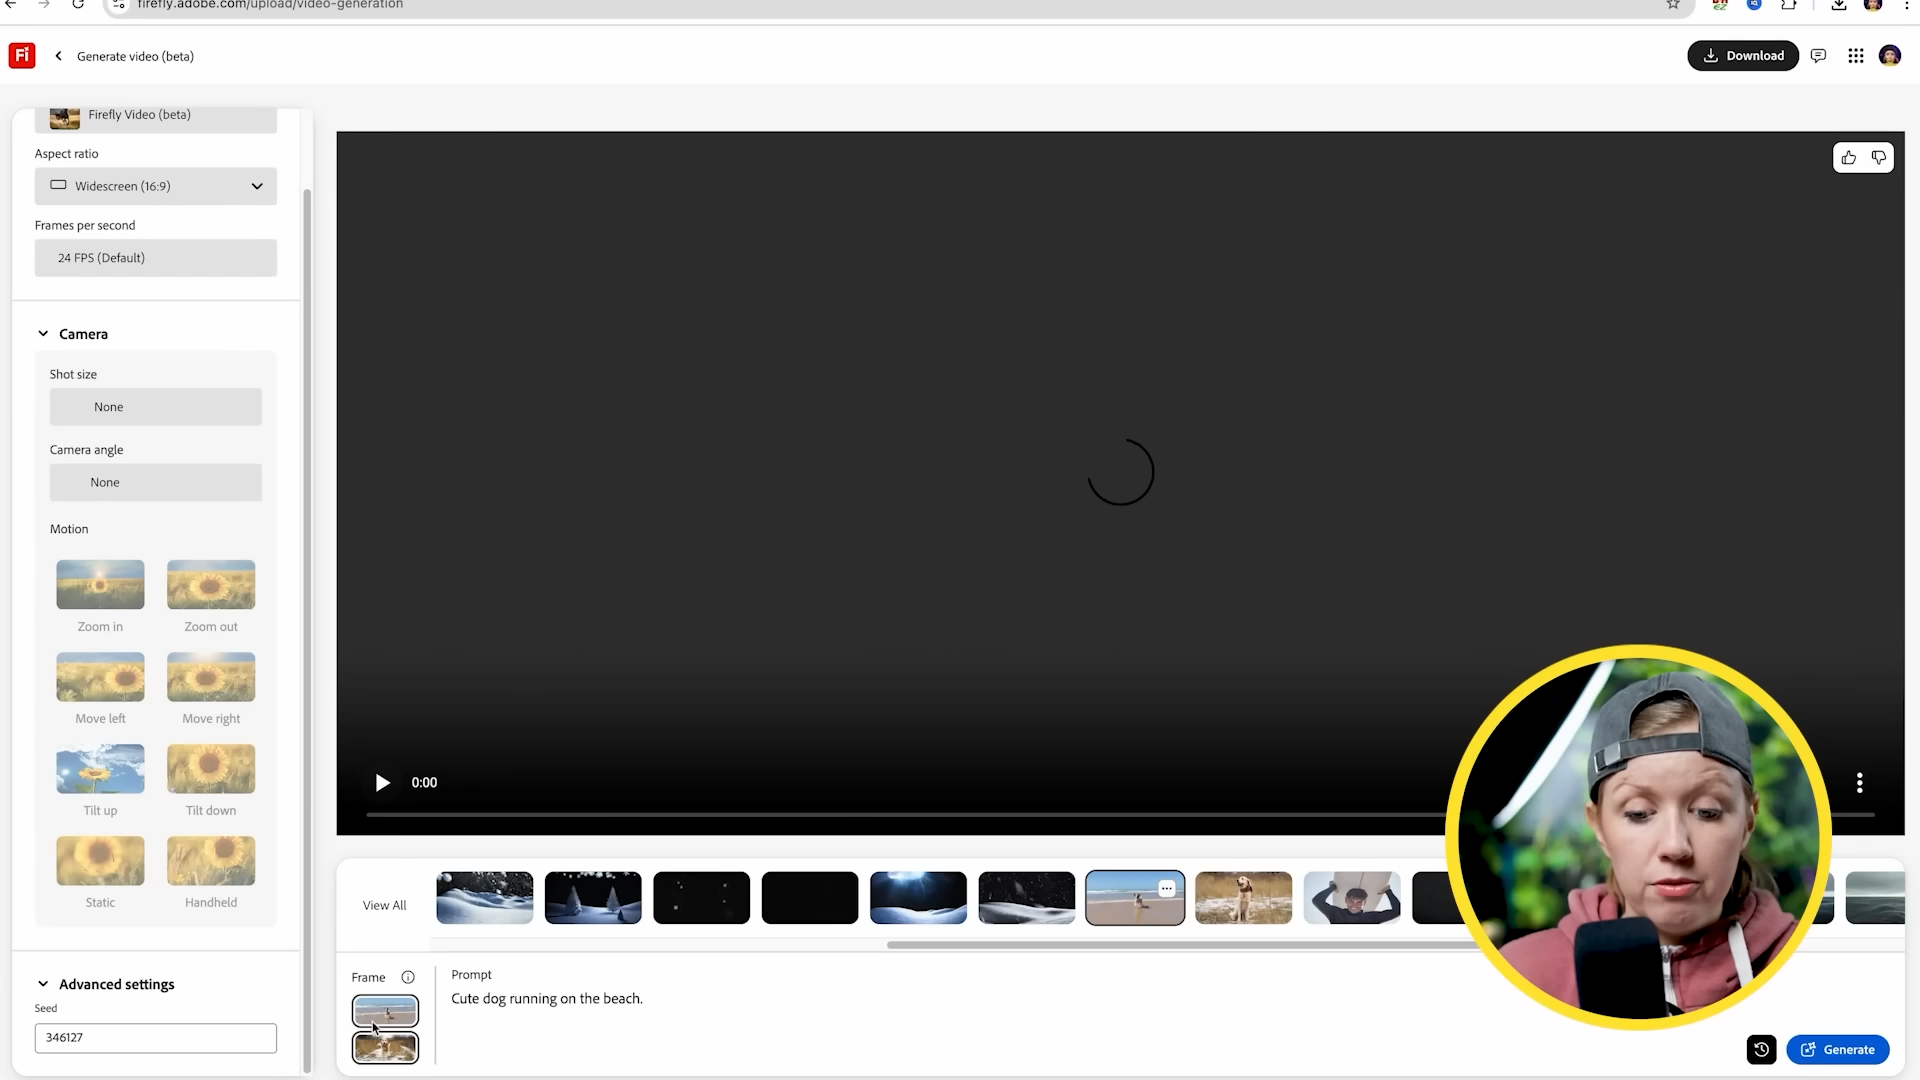 firefly.adobe.com/upload/video-generation
Fi
Generate video (beta)
Download
Firefly Video (beta)
Aspect ratio
Widescreen (16:9)
Frames per second
24 FPS (Default)
Camera
Shot size
None
Camera angle
None
Motion
Zoom in
Zoom out
Move left
Move right
Tilt up
Tilt down
Static
Handheld
Advanced settings
Seed
346127
0:00
View All
Frame
Prompt
Cute dog running on the beach.
Generate